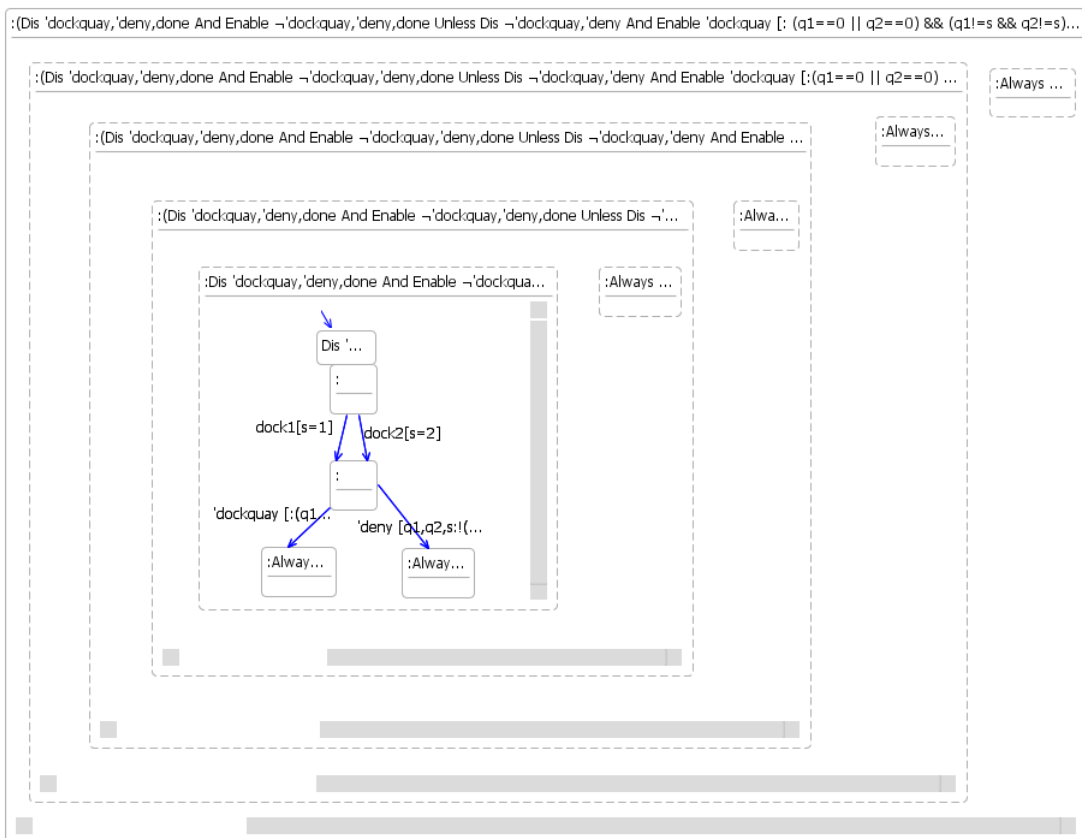 :(Dis 'dockquay,'deny,done And Enable ¬'dockquay,'deny,done Unless Dis ¬'dockquay,'deny And Enable 'dockquay [: (q1==0 || q2==0) && (q1!=s && q2!=s)...
:(Dis 'dockquay,'deny,done And Enable ¬'dockquay,'deny,done Unless Dis ¬'dockquay,'deny And Enable 'dockquay [:(q1==0 || q2==0) ...
:Always ...
:(Dis 'dockquay,'deny,done And Enable ¬'dockquay,'deny,done Unless Dis ¬'dockquay,'deny And Enable ...
:Always...
:(Dis 'dockquay,'deny,done And Enable ¬'dockquay,'deny,done Unless Dis ¬'...
:Alwa...
:Dis 'dockquay,'deny,done And Enable ¬'dockqua...
:Always ...
Dis '...
:
dock1[s=1]
dock2[s=2]
:
'dockquay [:(q1...
'deny [q1,q2,s:!(...
:Alway...
:Alway...